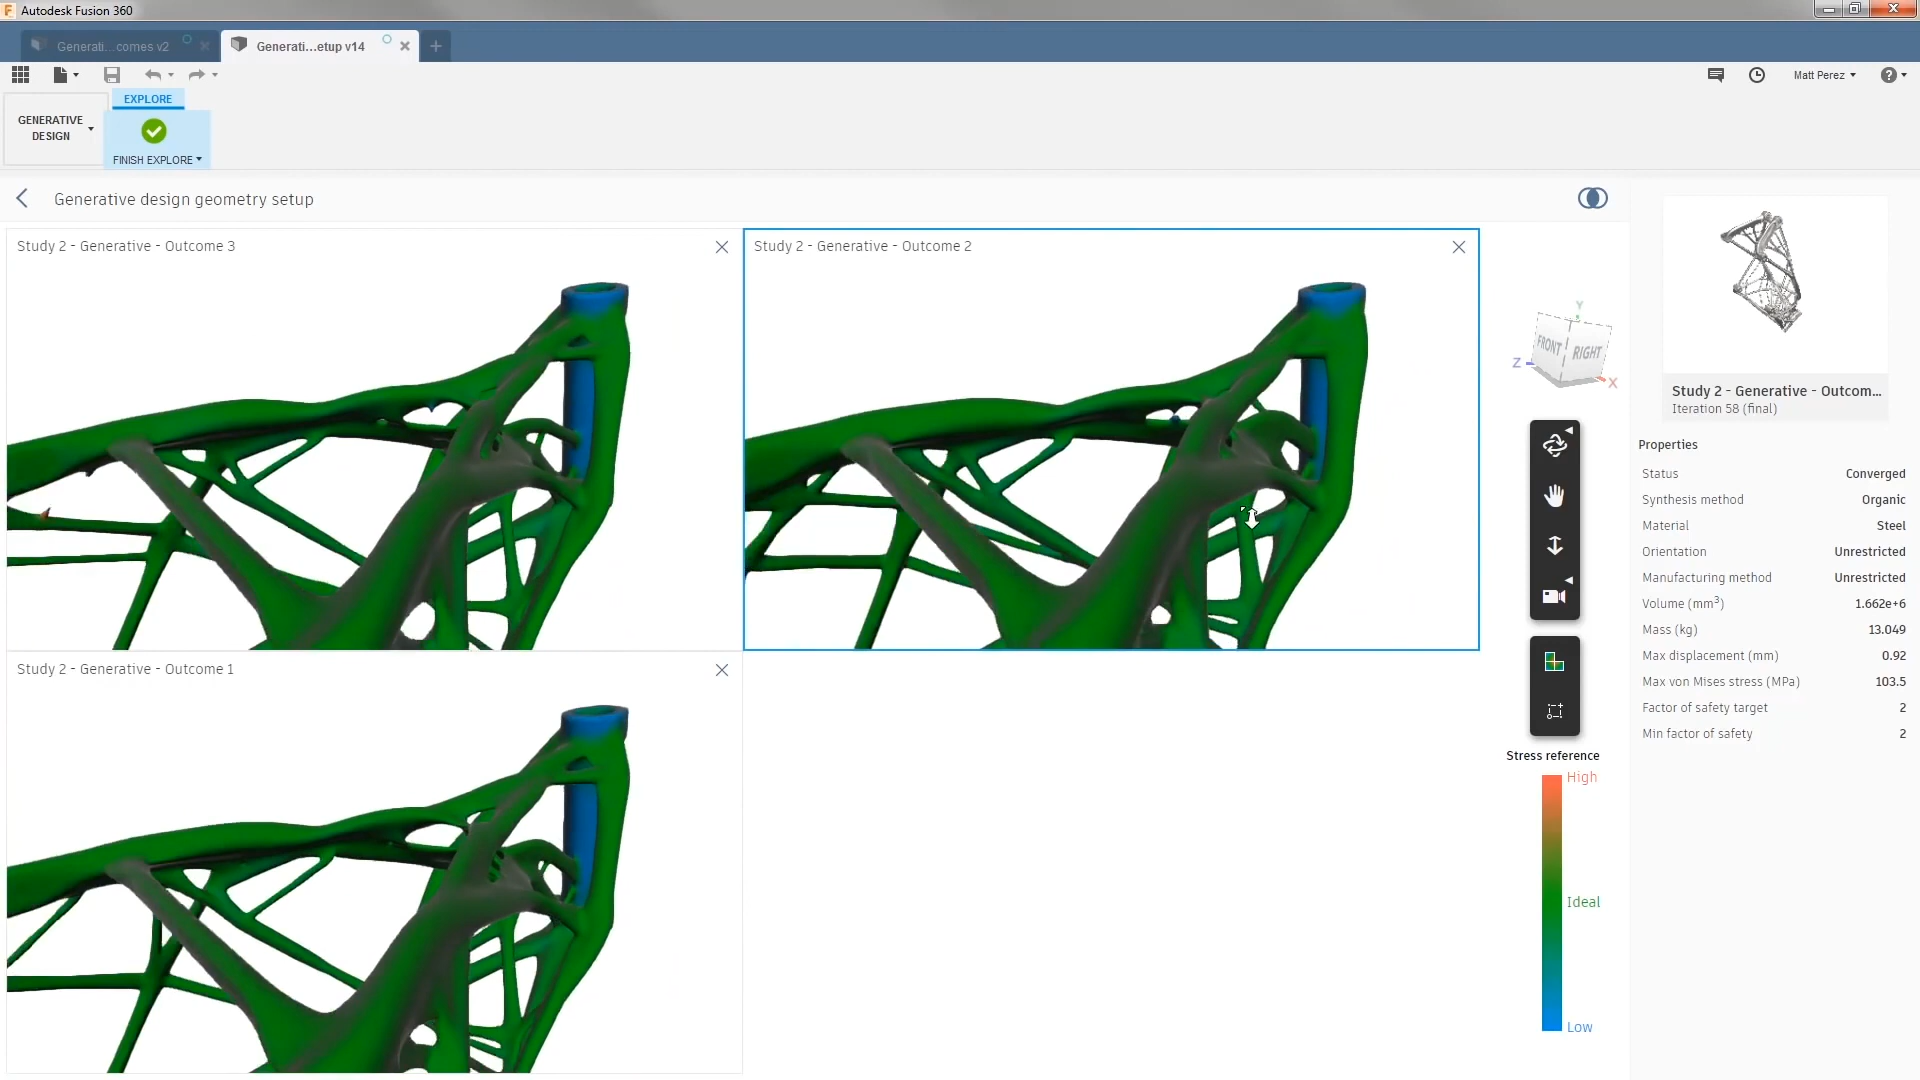 Autodesk Fusion 360
Generati...comes v2
Generati...etup v14
Matt Perez
EXPLORE
GENERATIVE
DESIGN
FINISH EXPLORE
Generative design geometry setup
Study 2 - Generative - Outcome 3
Study 2 - Generative - Outcome 2
Study 2 - Generative - Outcome 1
Y
FRONT
RIGHT
Z
X
Stress reference
High
Ideal
Low
Study 2 - Generative - Outcom...
Iteration 58 (final)
Properties
Status Converged
Synthesis method Organic
Material Steel
Orientation Unrestricted
Manufacturing method Unrestricted
Volume (mm³) 1.662e+6
Mass (kg) 13.049
Max displacement (mm) 0.92
Max von Mises stress (MPa) 103.5
Factor of safety target 2
Min factor of safety 2